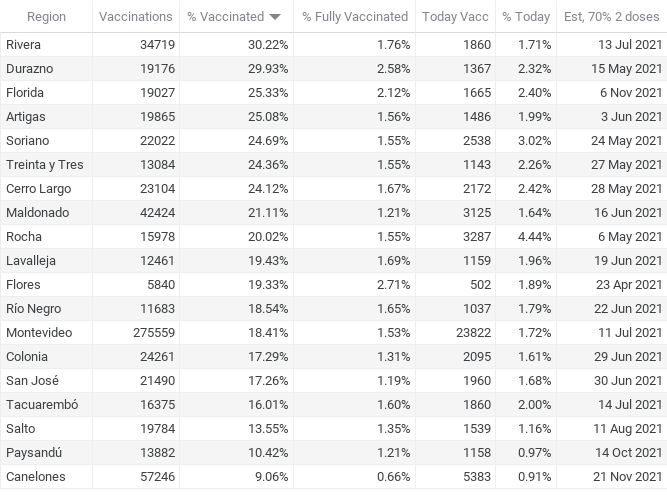 Region Vaccinations % Vaccinated % Fully Vaccinated Today Vacc % Today Est, 70% 2 doses
Rivera 34719 30.22% 1.76% 1860 1.71% 13 Jul 2021
Durazno 19176 29.93% 2.58% 1367 2.32% 15 May 2021
Florida 19027 25.33% 2.12% 1665 2.40% 6 Nov 2021
Artigas 19865 25.08% 1.56% 1486 1.99% 3 Jun 2021
Soriano 22022 24.69% 1.55% 2538 3.02% 24 May 2021
Treinta y Tres 13084 24.36% 1.55% 1143 2.26% 27 May 2021
Cerro Largo 23104 24.12% 1.67% 2172 2.42% 28 May 2021
Maldonado 42424 21.11% 1.21% 3125 1.64% 16 Jun 2021
Rocha 15978 20.02% 1.55% 3287 4.44% 6 May 2021
Lavalleja 12461 19.43% 1.69% 1159 1.96% 19 Jun 2021
Flores 5840 19.33% 2.71% 502 1.89% 23 Apr 2021
Río Negro 11683 18.54% 1.65% 1037 1.79% 22 Jun 2021
Montevideo 275559 18.41% 1.53% 23822 1.72% 11 Jul 2021
Colonia 24261 17.29% 1.31% 2095 1.61% 29 Jun 2021
San José 21490 17.26% 1.19% 1960 1.68% 30 Jun 2021
Tacuarembó 16375 16.01% 1.60% 1860 2.00% 14 Jul 2021
Salto 19784 13.55% 1.35% 1539 1.16% 11 Aug 2021
Paysandú 13882 10.42% 1.21% 1158 0.97% 14 Oct 2021
Canelones 57246 9.06% 0.66% 5383 0.91% 21 Nov 2021